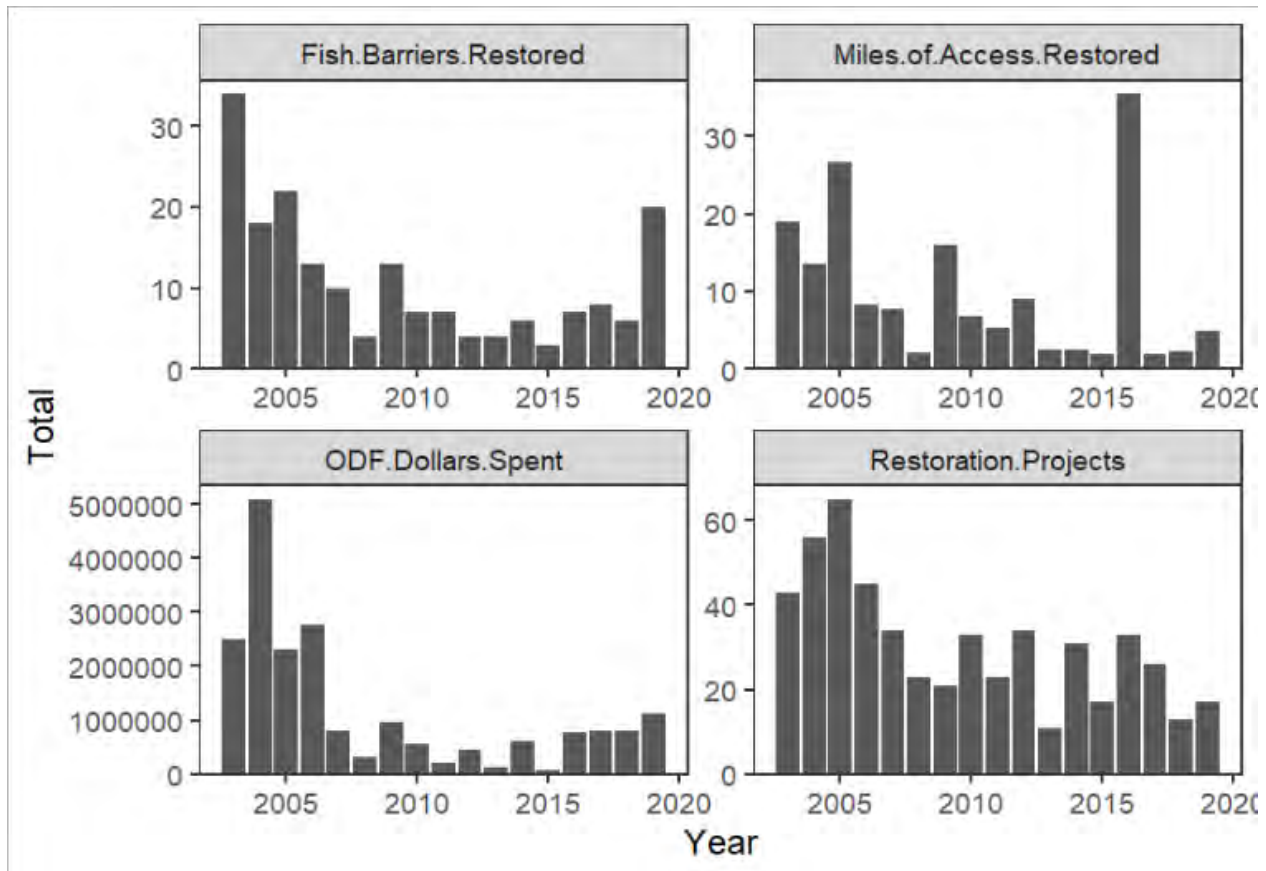 Fish.Barriers.Restored
Miles.of.Access.Restored
30
20
10
0
30
20
10
0
2005 2010 2015 2020
2005 2010 2015 2020
Total
ODF.Dollars.Spent
Restoration.Projects
5000000
4000000
3000000
2000000
1000000
0
60
40
20
0
2005 2010 2015 2020
2005 2010 2015 2020
Year